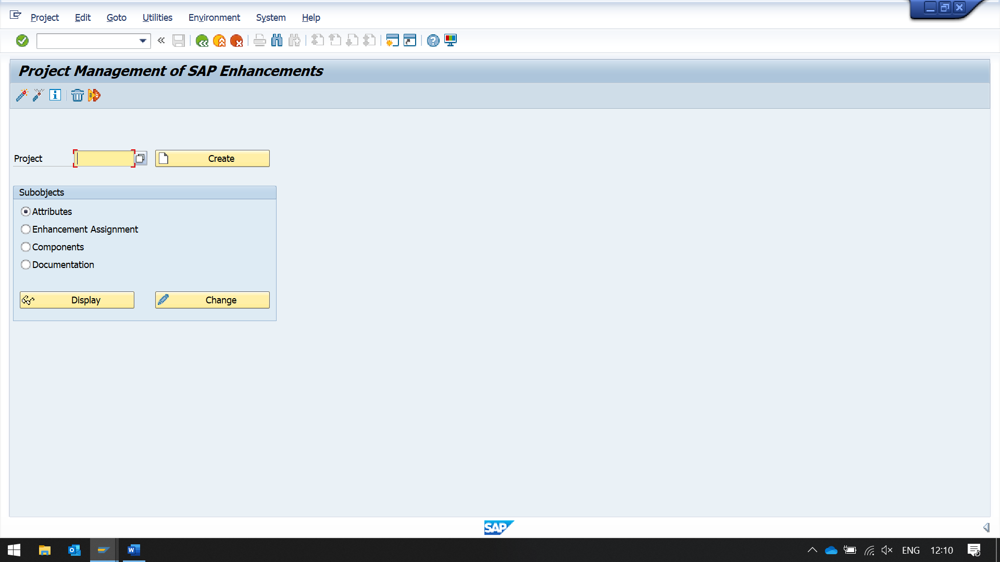 Project Edit Goto Utilities Environment System Help
Project Management of SAP Enhancements
Project Create
Subobjects
Attributes
Enhancement Assignment
Components
Documentation
Display Change
SAP
ENG 12:10